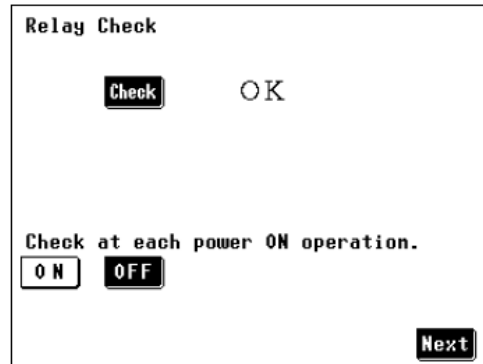 Relay Check
Check OK
Check at each power ON operation.
ON OFF
Next